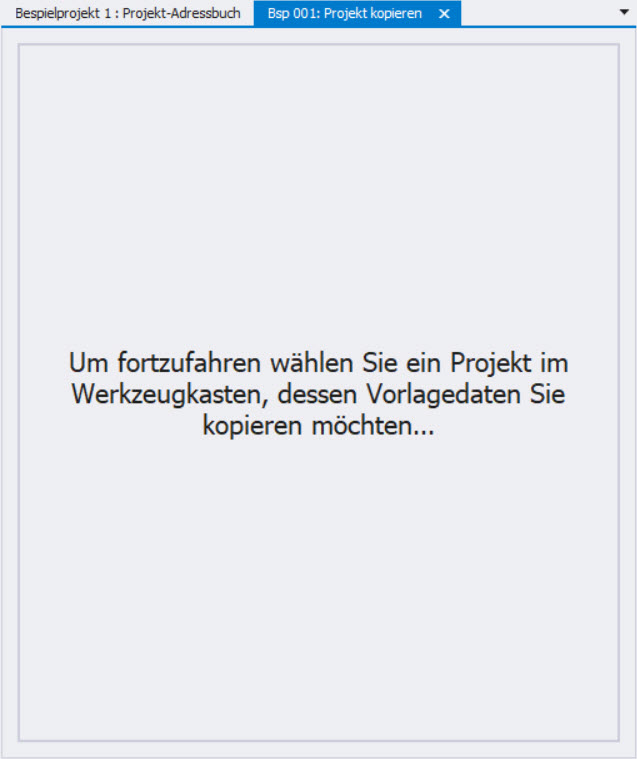 Bespielprojekt 1 : Projekt-Adressbuch
Bsp 001: Projekt kopieren
Um fortzufahren wählen Sie ein Projekt im
Werkzeugkasten, dessen Vorlagedaten Sie
kopieren möchten...